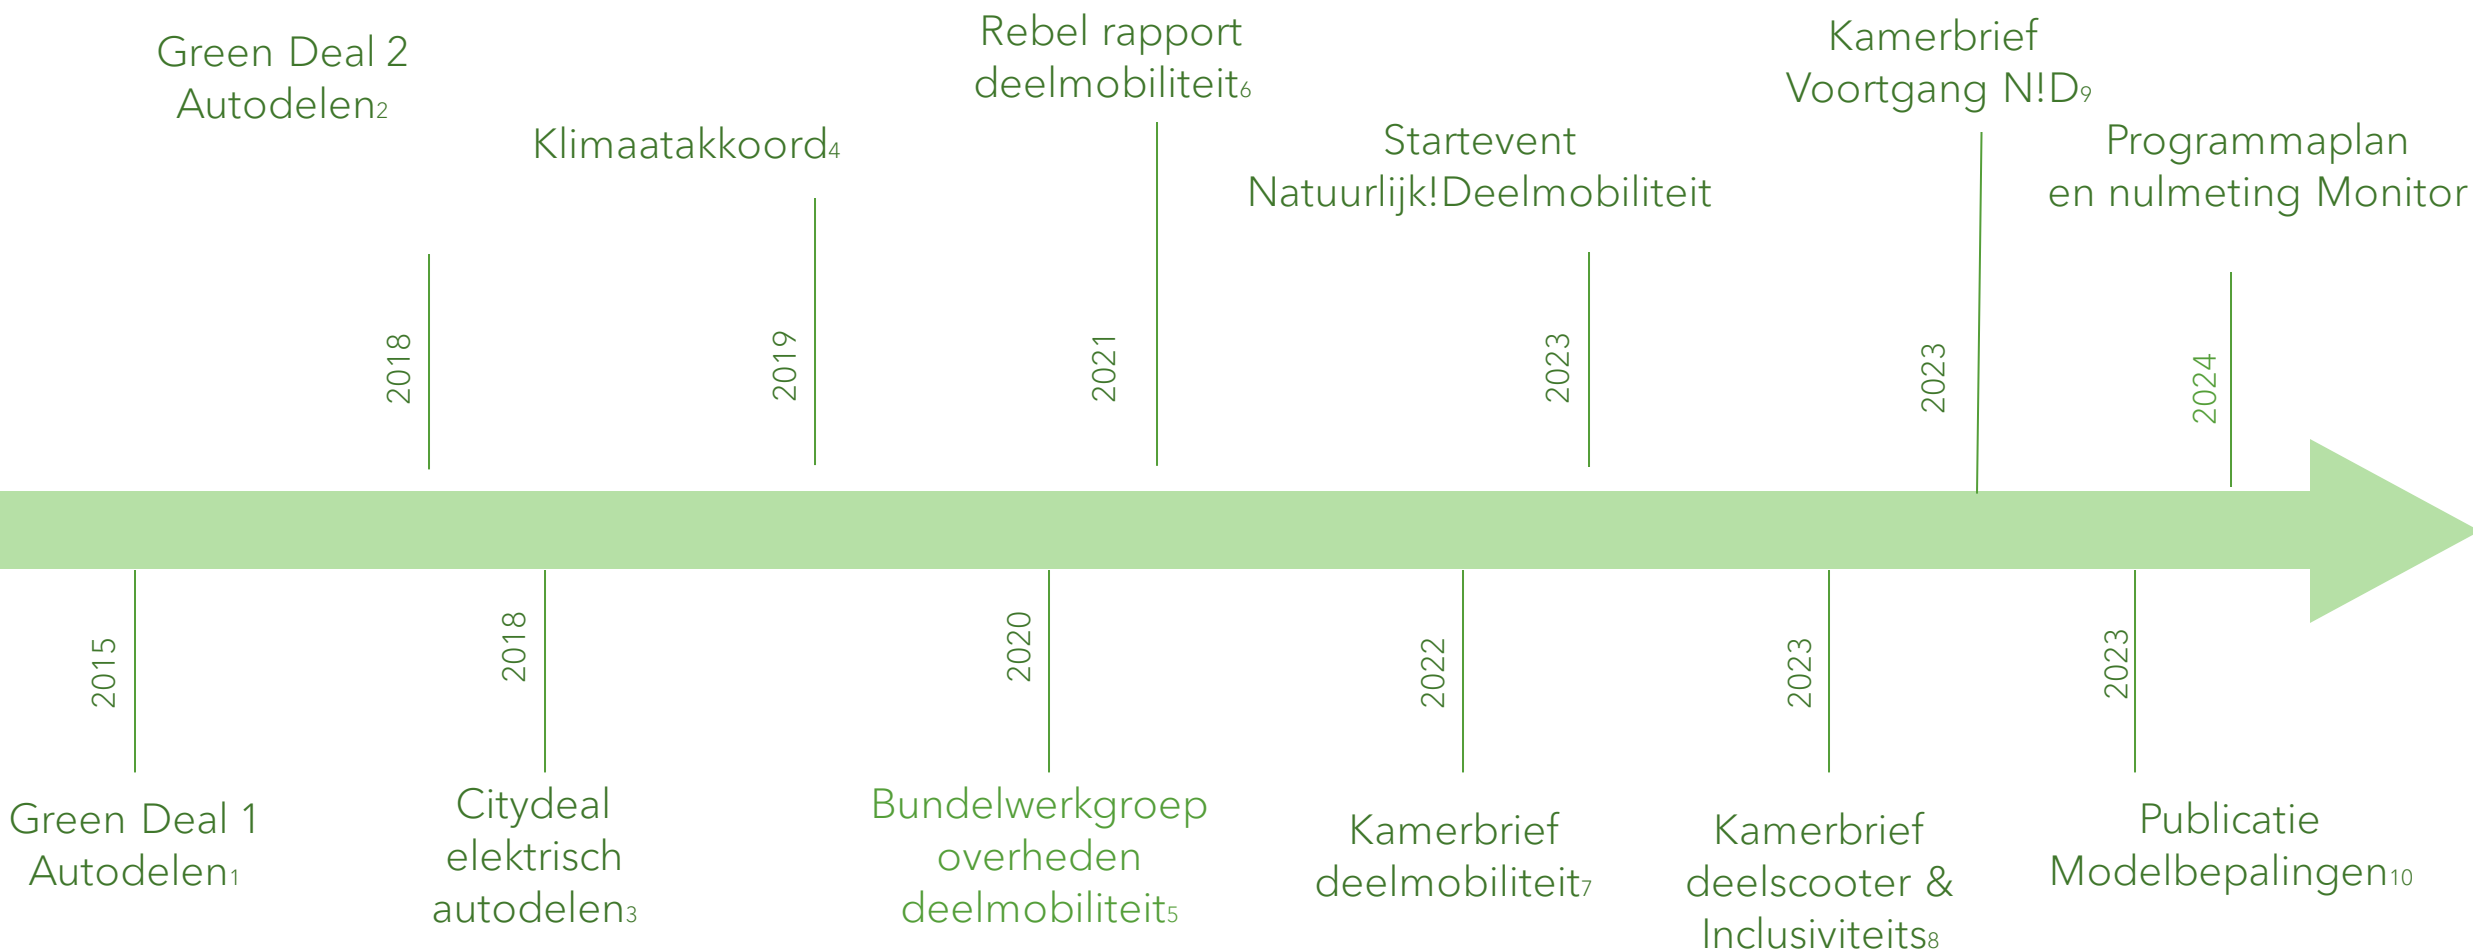 Green Deal 2
Autodelen2
Klimaatakkoord4
Rebel rapport
deelmobiliteit6
Startevent
Natuurlijk!Deelmobiliteit
Kamerbrief
Voortgang N!D9
Programmaplan
en nulmeting Monitor
2018
2019
2021
2023
2023
2024
2015
2018
2020
2022
2023
2023
Green Deal 1
Autodelen1
Citydeal
elektrisch
autodelen3
Bundelwerkgroep
overheden
deelmobiliteit5
Kamerbrief
deelmobiliteit7
Kamerbrief
deelscooter &
Inclusiviteits8
Publicatie
Modelbepalingen10